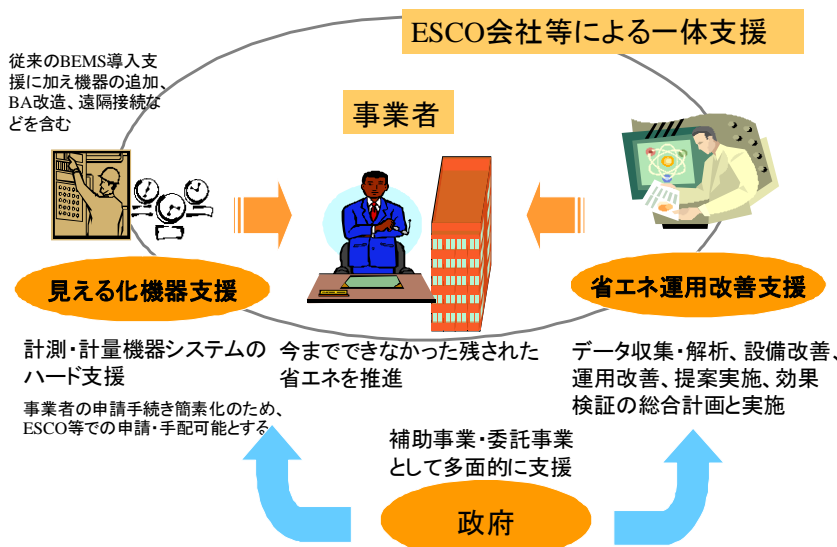 ESCO会社等による一体支援
従来のBEMS導入支
援に加え機器の追加、
BA改造、遠隔接続な
どを含む
事業者
見える化機器支援
省エネ運用改善支援
計測・計量機器システムの
ハード支援
事業者の申請手続き簡素化のため、
ESCO等での申請・手配可能とする
今までできなかった残された
省エネを推進
データ収集・解析、設備改善、
運用改善、提案実施、効果
検証の総合計画と実施
補助事業・委託事業
として多面的に支援
政府